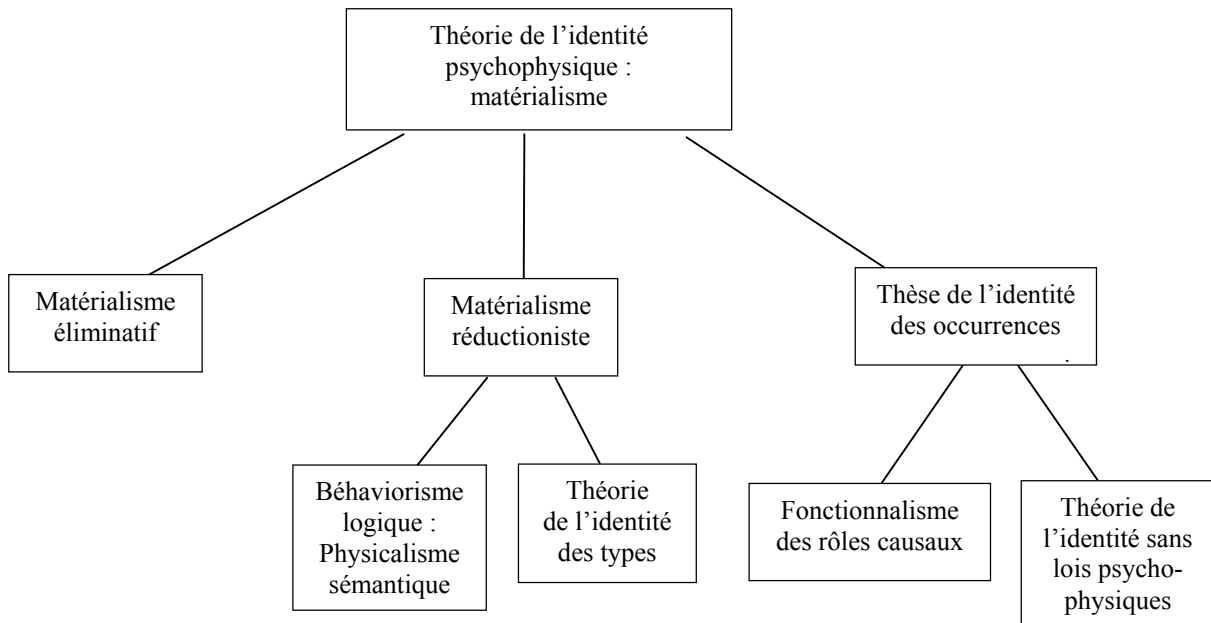 Théorie de l’identité
psychophysique :
matérialisme
Matérialisme
éliminatif
Matérialisme
réductioniste
Thèse de l’identité
des occurrences
.
Béhaviorisme
logique :
Physicalisme
sémantique
Théorie
de l’identité
des types
Fonctionnalisme
des rôles causaux
Théorie de
l’identité sans
lois psycho-
physiques